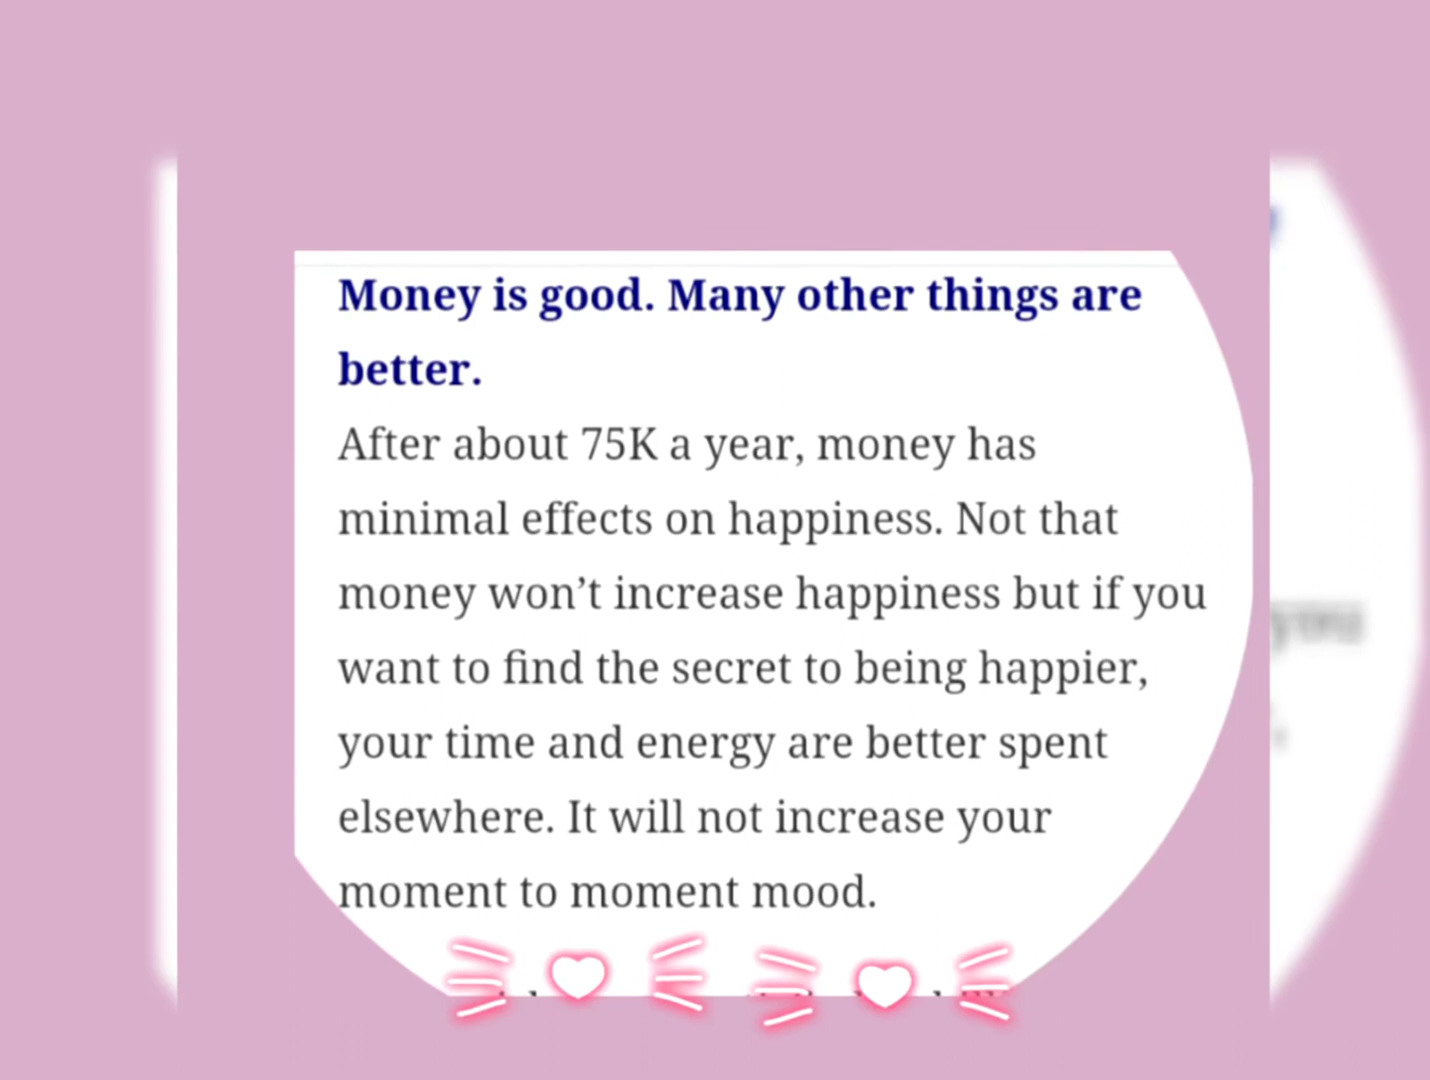 Money is good. Many other things are
better.
After about 75K a year, money has
minimal effects on happiness. Not that
money won’t increase happiness but if you
want to find the secret to being happier,
your time and energy are better spent
elsewhere. It will not increase your
moment to moment mood.
you